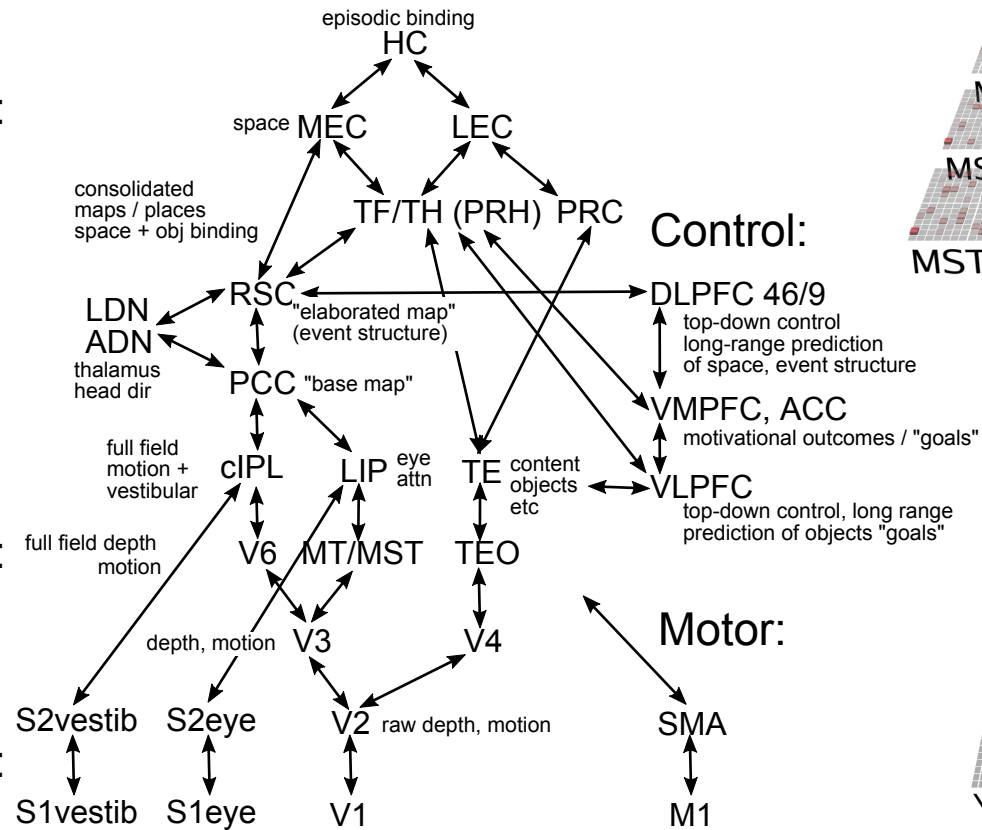 episodic binding
HC
space MEC LEC
consolidated
maps / places
space + obj binding
TF/TH (PRH) PRC
Control:
MST
RSC
"elaborated map"
(event structure)
LDN
ADN
thalamus
head dir
DLPFC 46/9
top-down control
long-range prediction
of space, event structure
PCC "base map"
VMPFC, ACC
motivational outcomes / "goals"
full field
motion +
vestibular
cIPL
LIP eye
attn
TE content
objects
etc
VLPFC
top-down control, long range
prediction of objects "goals"
full field depth
motion
V6 MT/MST TEO
depth, motion V3 V4
Motor:
S2vestib S2eye V2 raw depth, motion SMA
S1vestib S1eye V1 M1